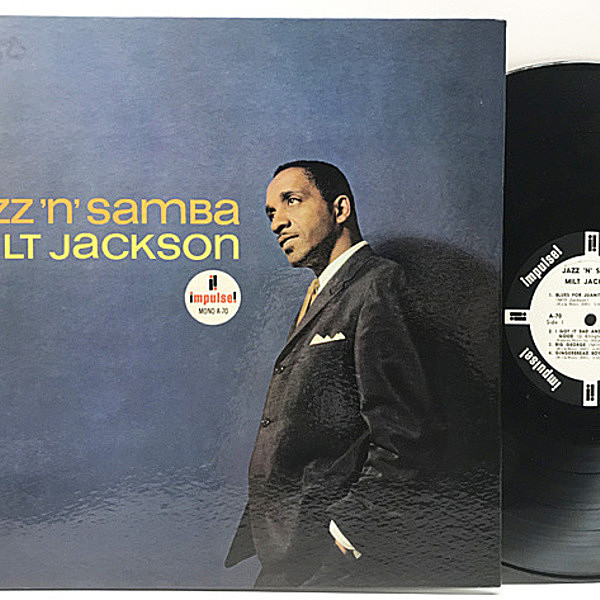 ZZ 'N' SAMBA
LT JACKSON
impulse!
MONO A-70
impulse!
JAZZ 'N' S
MILT JACK
1. BLUES FOR JUANIT
A-70
Side 1
2. I GOT IT BAD AND
GOOD
3. BIG GEORGE
4. GINGERBREAD BOY
impulse!